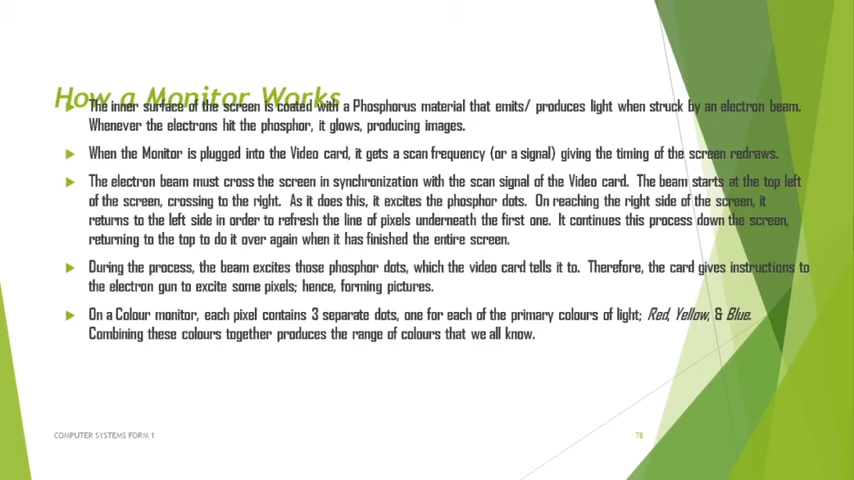 How a Monitor Works
The inner surface of the screen is coated with a Phosphorus material that emits/ produces light when struck by an electron beam.
Whenever the electrons hit the phosphor, it glows, producing images.
When the Monitor is plugged into the Video card, it gets a scan frequency (or a signal) giving the timing of the screen redraws.
The electron beam must cross the screen in synchronization with the scan signal of the Video card. The beam starts at the top left
of the screen, crossing to the right. As it does this, it excites the phosphor dots. On reaching the right side of the screen, it
returns to the left side in order to refresh the line of pixels underneath the first one. It continues this process down the screen,
returning to the top to do it over again when it has finished the entire screen.
During the process, the beam excites those phosphor dots, which the video card tells it to. Therefore, the card gives instructions to
the electron gun to excite some pixels; hence, forming pictures.
On a Colour monitor, each pixel contains 3 separate dots, one for each of the primary colours of light; Red, Yellow, & Blue.
Combining these colours together produces the range of colours that we all know.
COMPUTER SYSTEMS FORM 1
78